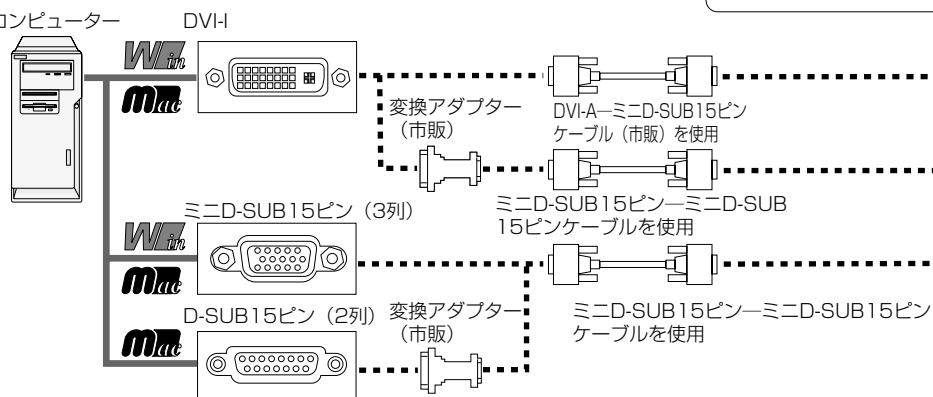 コンピューター
DVI-I
Win
Mac
変換アダプター
（市販）
DVI-A―ミニD-SUB15ピン
ケーブル（市販）を使用
ミニD-SUB15ピン―ミニD-SUB
15ピンケーブルを使用
ミニD-SUB15ピン（3列）
Win
Mac
D-SUB15ピン（2列）
Mac
変換アダプター
（市販）
ミニD-SUB15ピン―ミニD-SUB15ピン
ケーブルを使用